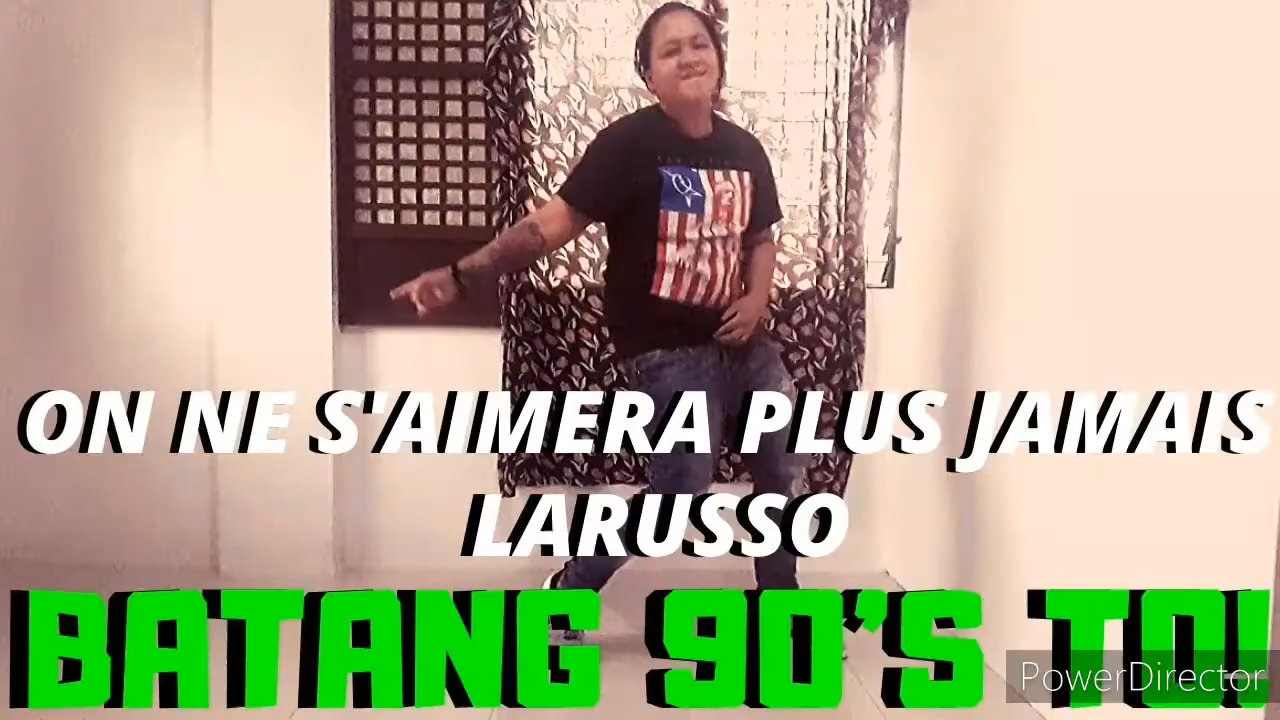 ON NE S'AIMERA PLUS JAMAIS
LARUSSO
BATANG 90'S TO!
PowerDirector